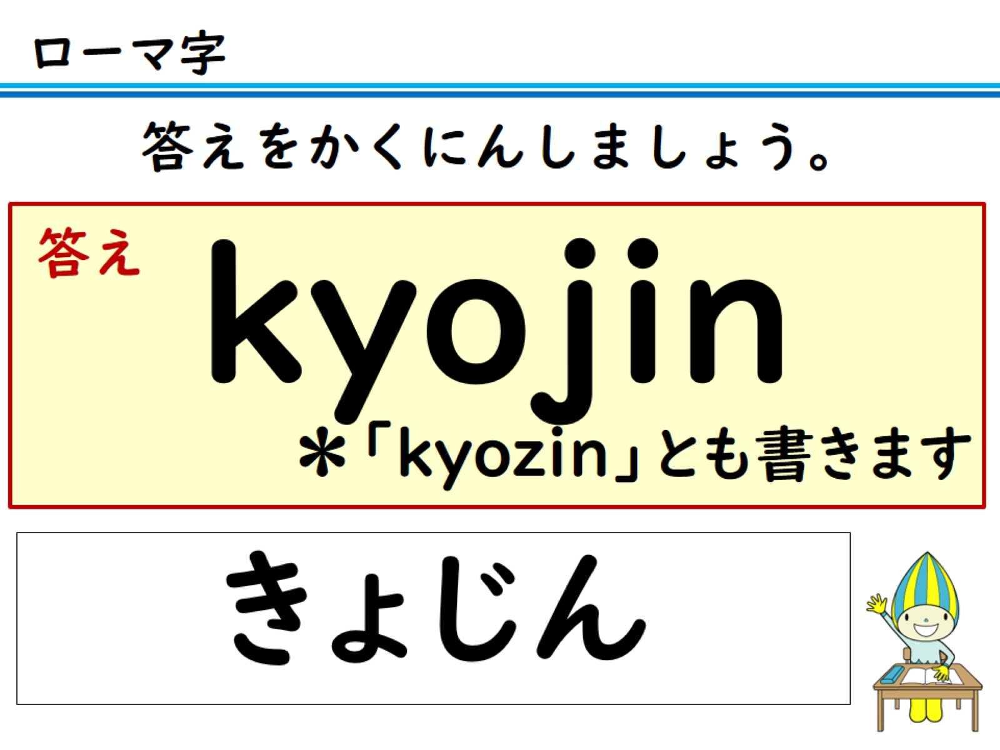 ローマ字
答えをかくにんしましょう。
答え
kyojin
＊「kyozin」とも書きます
きょじん